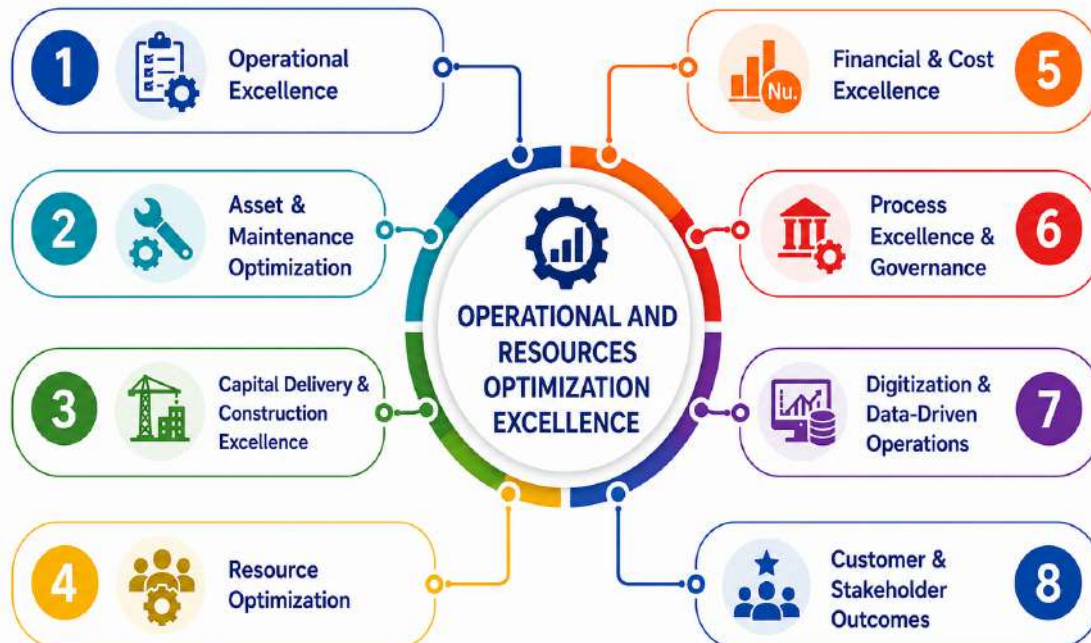 1
Operational
Excellence
2
Asset &
Maintenance
Optimization
3
Capital Delivery &
Construction
Excellence
4
Resource
Optimization
OPERATIONAL AND
RESOURCES
OPTIMIZATION
EXCELLENCE
Nu.
Financial & Cost
Excellence
5
Process
Excellence &
Governance
6
Digitization &
Data-Driven
Operations
7
Customer &
Stakeholder
Outcomes
8